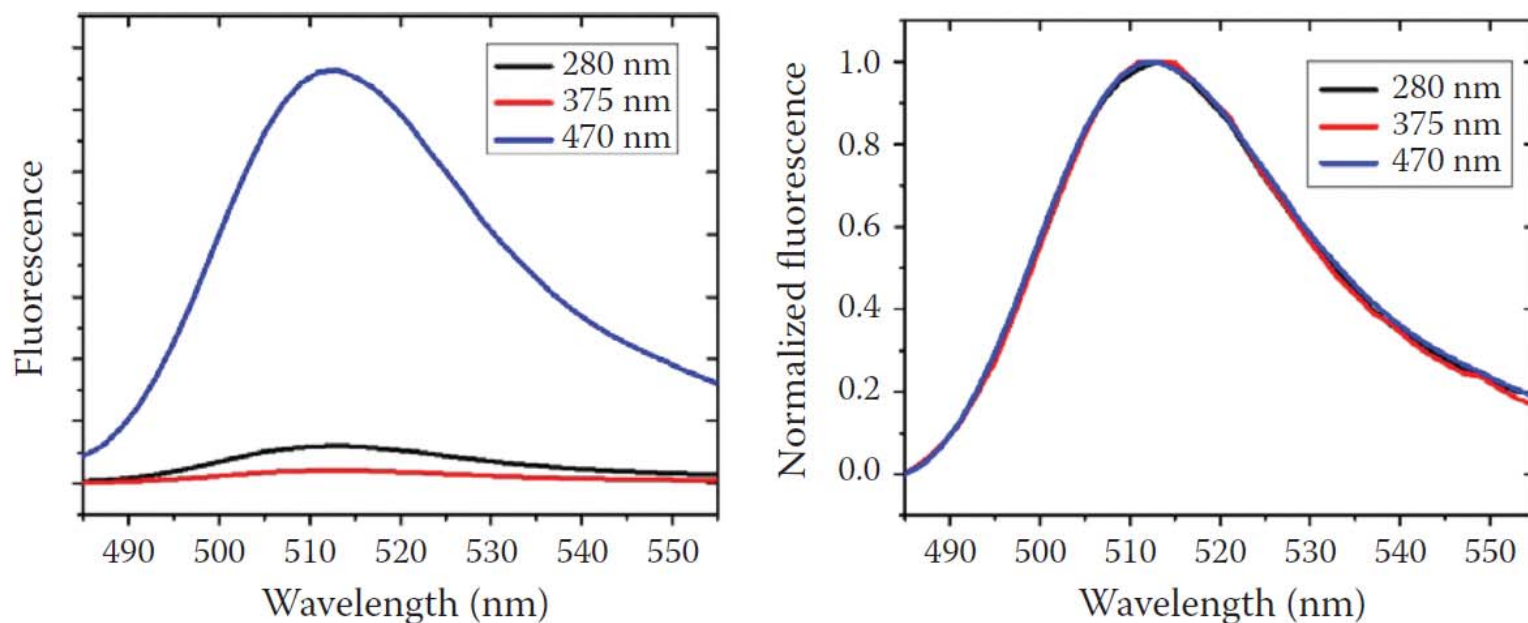 Fluorescence
280 nm
375 nm
470 nm
490 500 510 520 530 540 550
Wavelength (nm)
Normalized fluorescence
1.0
0.8
0.6
0.4
0.2
0.0
280 nm
375 nm
470 nm
490 500 510 520 530 540 550
Wavelength (nm)